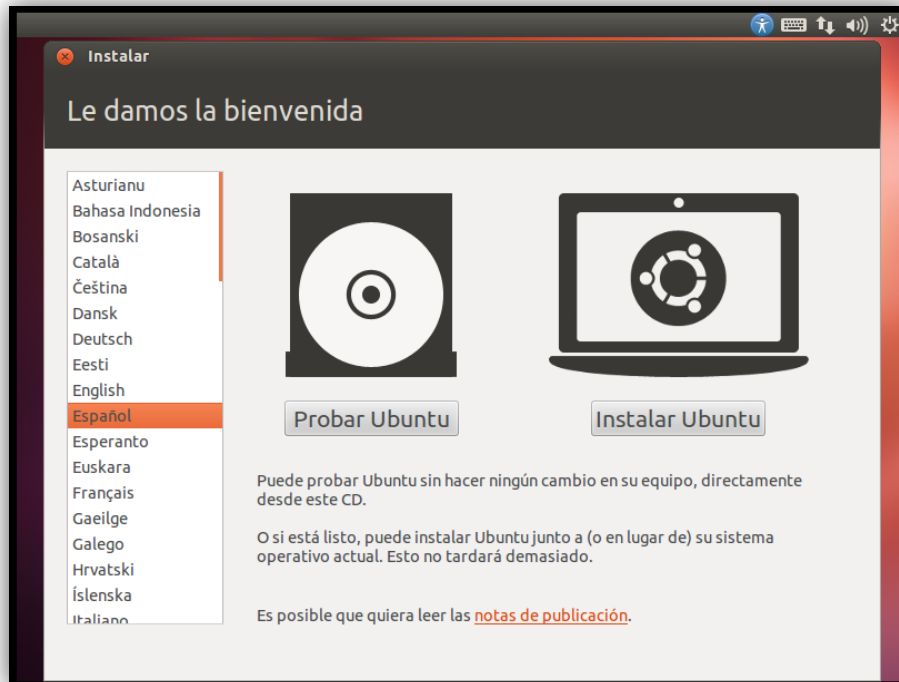 Instalar
Le damos la bienvenida
Asturianu
Bahasa Indonesia
Bosanski
Català
Čeština
Dansk
Deutsch
Eesti
English
Español
Esperanto
Euskara
Français
Gaeilge
Galego
Hrvatski
Íslenska
Italiano
Probar Ubuntu
Instalar Ubuntu
Puede probar Ubuntu sin hacer ningún cambio en su equipo, directamente
desde este CD.
O si está listo, puede instalar Ubuntu junto a (o en lugar de) su sistema
operativo actual. Esto no tardará demasiado.
Es posible que quiera leer las notas de publicación.